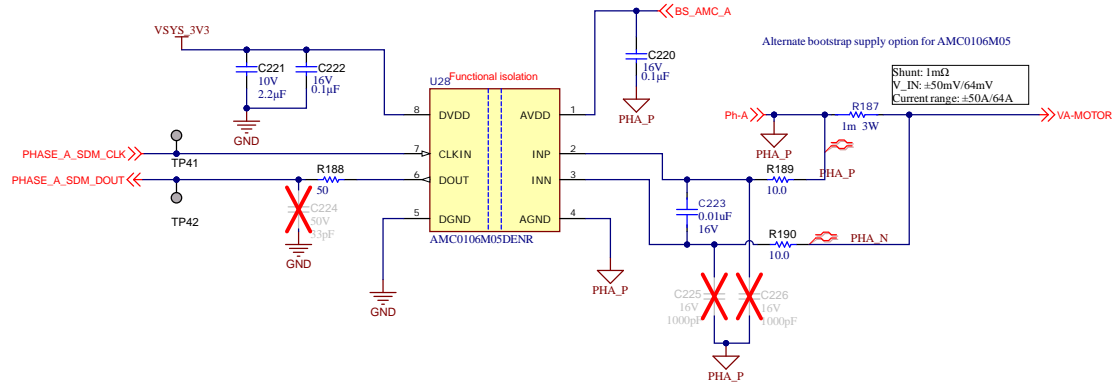 BS_AMC_A
VSYS_3V3
Alternate bootstrap supply option for AMC0106M05
C221
10V
2.2µF
C222
16V
0.1µF
C220
16V
0.1µF
PHA_P
GND
U28
Functional isolation
Shunt: 1mΩ
V_IN: ±50mV/64mV
Current range: ±50A/64A
8
DVDD
AVDD
1
Ph-A
R187
1m 3W
VA-MOTOR
PHA_P
PHA_P
PHASE_A_SDM_CLK
TP41
7
CLKIN
INP
2
R189
10.0
PHASE_A_SDM_DOUT
TP42
R188
50
6
DOUT
INN
3
C223
0.01uF
16V
C224
50V
33pF
GND
5
DGND
AGND
4
AMC0106M05DENR
R190
10.0
PHA_N
GND
PHA_P
C225
16V
1000pF
C226
16V
1000pF
PHA_P